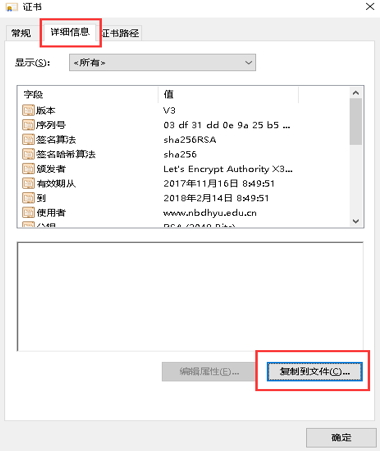 证书
常规 详细信息 证书路径
显示(S): <所有>
字段 值
版本 V3
序列号 03 df 31 dd 0e 9a 25 b5 ...
签名算法 sha256RSA
签名哈希算法 sha256
颁发者 Let's Encrypt Authority X3...
有效期从 2017年11月16日 8:49:51
到 2018年2月14日 8:49:51
使用者 www.nbdhyu.edu.cn
RSA (2048 Bits)
编辑属性(E)...
复制到文件(C)...
确定